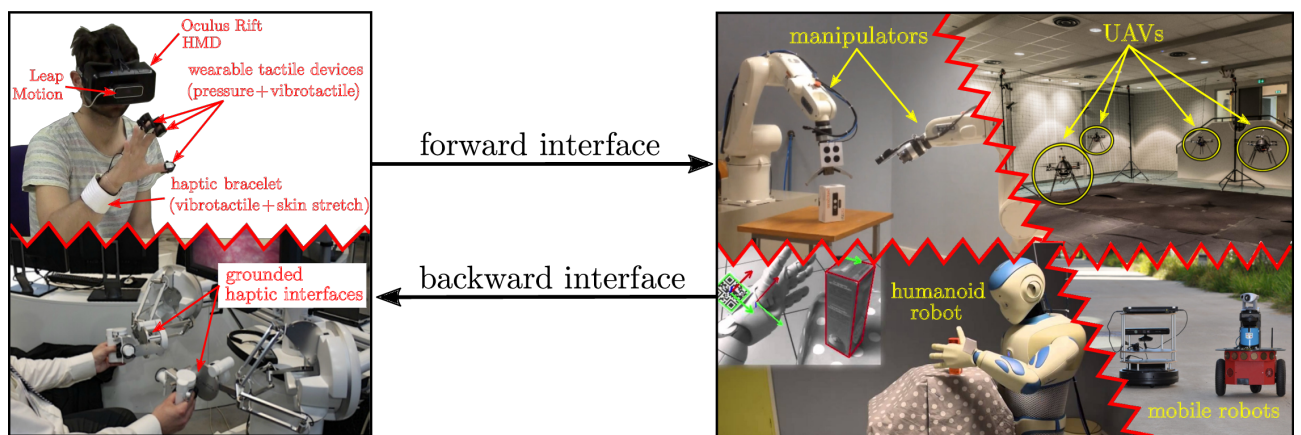 Oculus Rift
HMD
Leap
Motion
wearable tactile devices
(pressure+vibrotactile)
haptic bracelet
(vibrotactile+skin stretch)
grounded
haptic interfaces
forward interface
backward interface
manipulators
UAVs
humanoid
robot
mobile robots